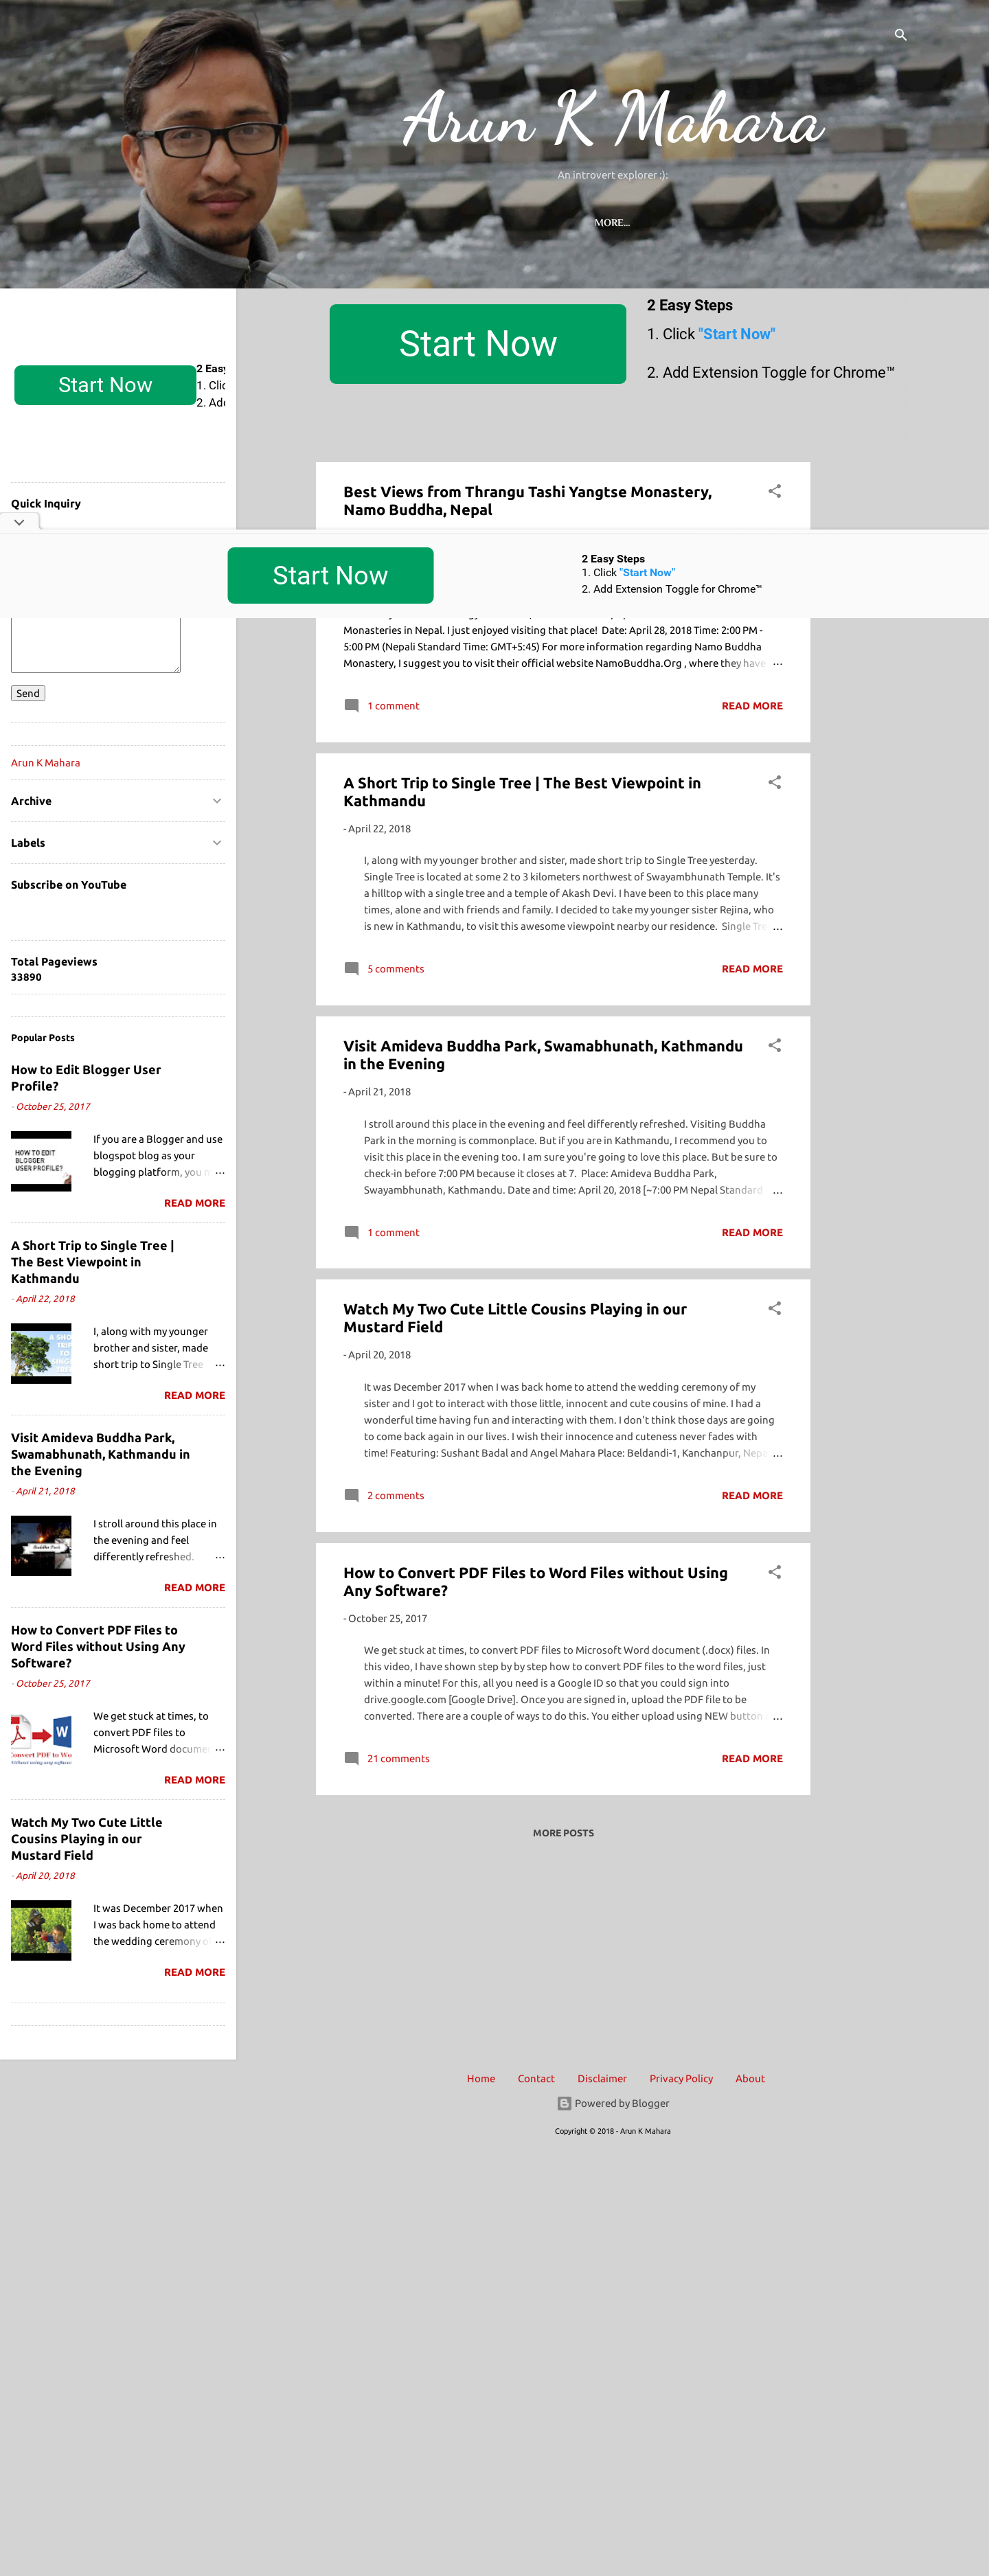 Arun K Mahara
An introvert explorer :):
MORE…
Start Now
2 Easy Steps
1. Click "Start Now"
2. Add Extension Toggle for Chrome™
Start Now
2 Easy
1. Clic
2. Add
Quick Inquiry
Send
Arun K Mahara
Archive
Labels
Subscribe on YouTube
Total Pageviews
33890
Popular Posts
How to Edit Blogger User
Profile?
- October 25, 2017
HOW TO EDIT
BLOGGER
USER PROFILE?
If you are a Blogger and use
blogspot blog as your
blogging platform, you m …
READ MORE
A Short Trip to Single Tree |
The Best Viewpoint in
Kathmandu
- April 22, 2018
I, along with my younger
brother and sister, made
short trip to Single Tree …
READ MORE
Visit Amideva Buddha Park,
Swamabhunath, Kathmandu in
the Evening
- April 21, 2018
Buddha Park
I stroll around this place in
the evening and feel
differently refreshed. …
READ MORE
How to Convert PDF Files to
Word Files without Using Any
Software?
- October 25, 2017
We get stuck at times, to
convert PDF files to
Microsoft Word documen …
READ MORE
Watch My Two Cute Little
Cousins Playing in our
Mustard Field
- April 20, 2018
It was December 2017 when
I was back home to attend
the wedding ceremony o …
READ MORE
Best Views from Thrangu Tashi Yangtse Monastery,
Namo Buddha, Nepal
Start Now
2 Easy Steps
1. Click "Start Now"
2. Add Extension Toggle for Chrome™
Monasteries in Nepal. I just enjoyed visiting that place! Date: April 28, 2018 Time: 2:00 PM -
5:00 PM (Nepali Standard Time: GMT+5:45) For more information regarding Namo Buddha
Monastery, I suggest you to visit their official website NamoBuddha.Org , where they have …
1 comment
READ MORE
A Short Trip to Single Tree | The Best Viewpoint in
Kathmandu
- April 22, 2018
I, along with my younger brother and sister, made short trip to Single Tree yesterday.
Single Tree is located at some 2 to 3 kilometers northwest of Swayambhunath Temple. It's
a hilltop with a single tree and a temple of Akash Devi. I have been to this place many
times, alone and with friends and family. I decided to take my younger sister Rejina, who
is new in Kathmandu, to visit this awesome viewpoint nearby our residence. Single Tre …
5 comments
READ MORE
Visit Amideva Buddha Park, Swamabhunath, Kathmandu
in the Evening
- April 21, 2018
I stroll around this place in the evening and feel differently refreshed. Visiting Buddha
Park in the morning is commonplace. But if you are in Kathmandu, I recommend you to
visit this place in the evening too. I am sure you're going to love this place. But be sure to
check-in before 7:00 PM because it closes at 7. Place: Amideva Buddha Park,
Swayambhunath, Kathmandu. Date and time: April 20, 2018 [~7:00 PM Nepal Standard …
1 comment
READ MORE
Watch My Two Cute Little Cousins Playing in our
Mustard Field
- April 20, 2018
It was December 2017 when I was back home to attend the wedding ceremony of my
sister and I got to interact with those little, innocent and cute cousins of mine. I had a
wonderful time having fun and interacting with them. I don't think those days are going
to come back again in our lives. I wish their innocence and cuteness never fades with
time! Featuring: Sushant Badal and Angel Mahara Place: Beldandi-1, Kanchanpur, Nepal …
2 comments
READ MORE
How to Convert PDF Files to Word Files without Using
Any Software?
- October 25, 2017
We get stuck at times, to convert PDF files to Microsoft Word document (.docx) files. In
this video, I have shown step by step how to convert PDF files to the word files, just
within a minute! For this, all you need is a Google ID so that you could sign into
drive.google.com [Google Drive]. Once you are signed in, upload the PDF file to be
converted. There are a couple of ways to do this. You either upload using NEW button …
21 comments
READ MORE
MORE POSTS
Home Contact Disclaimer Privacy Policy About
Powered by Blogger
Copyright © 2018 - Arun K Mahara